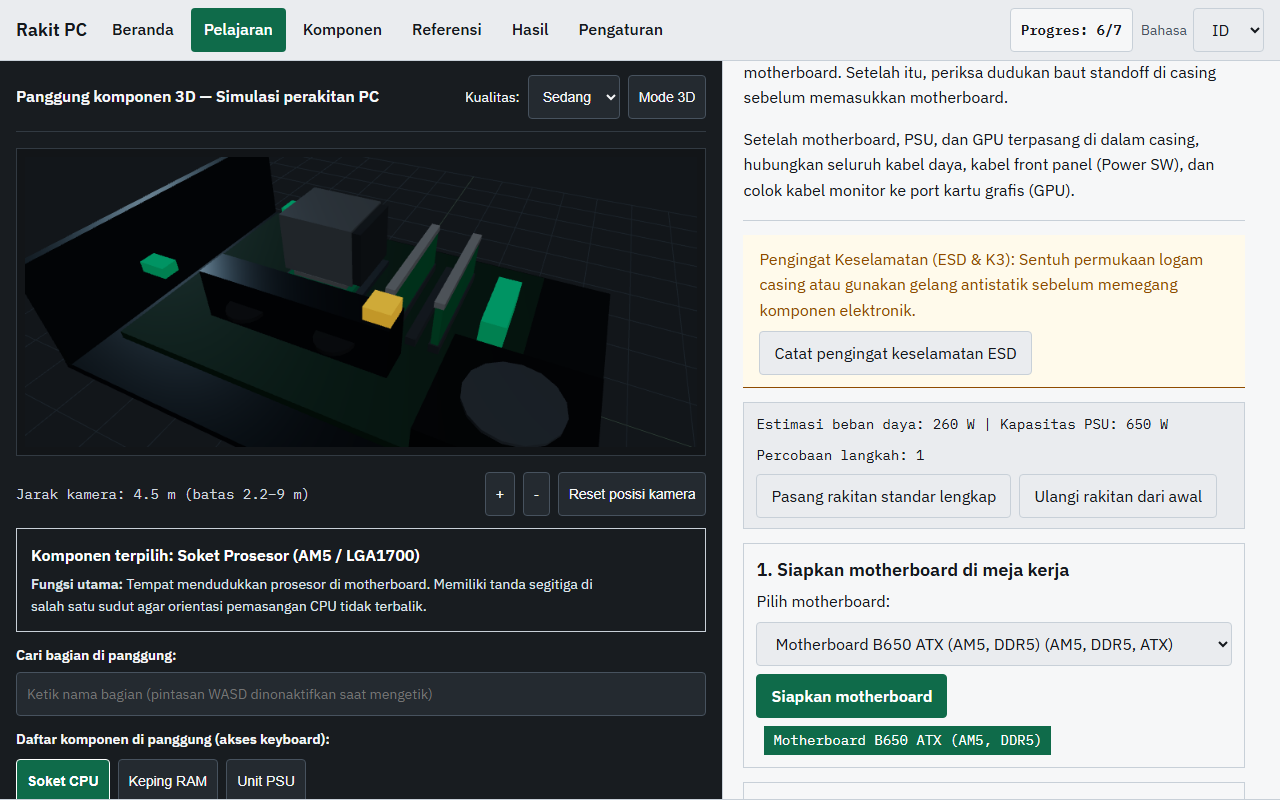 Rakit PC
Beranda
Pelajaran
Komponen
Referensi
Hasil
Pengaturan
Progres: 6/7
Bahasa
ID
Panggung komponen 3D — Simulasi perakitan PC
Kualitas:
Sedang
Mode 3D
Jarak kamera: 4.5 m (batas 2.2–9 m)
+
-
Reset posisi kamera
Komponen terpilih: Soket Prosesor (AM5 / LGA1700)
Fungsi utama: Tempat mendudukkan prosesor di motherboard. Memiliki tanda segitiga di
salah satu sudut agar orientasi pemasangan CPU tidak terbalik.
Cari bagian di panggung:
Ketik nama bagian (pintasan WASD dinonaktifkan saat mengetik)
Daftar komponen di panggung (akses keyboard):
Soket CPU
Keping RAM
Unit PSU
motherboard. Setelah itu, periksa dudukan baut standoff di casing
sebelum memasukkan motherboard.
Setelah motherboard, PSU, dan GPU terpasang di dalam casing,
hubungkan seluruh kabel daya, kabel front panel (Power SW), dan
colok kabel monitor ke port kartu grafis (GPU).
Pengingat Keselamatan (ESD & K3): Sentuh permukaan logam
casing atau gunakan gelang antistatik sebelum memegang
komponen elektronik.
Catat pengingat keselamatan ESD
Estimasi beban daya: 260 W | Kapasitas PSU: 650 W
Percobaan langkah: 1
Pasang rakitan standar lengkap
Ulangi rakitan dari awal
1. Siapkan motherboard di meja kerja
Pilih motherboard:
Motherboard B650 ATX (AM5, DDR5) (AM5, DDR5, ATX)
Siapkan motherboard
Motherboard B650 ATX (AM5, DDR5)